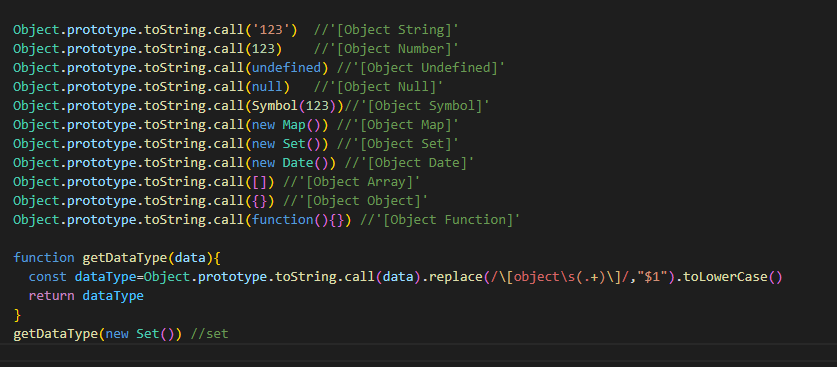 Object.prototype.toString.call('123')  //'[Object String]'
Object.prototype.toString.call(123)    //'[Object Number]'
Object.prototype.toString.call(undefined) //'[Object Undefined]'
Object.prototype.toString.call(null)   //'[Object Null]'
Object.prototype.toString.call(Symbol(123))//'[Object Symbol]'
Object.prototype.toString.call(new Map()) //'[Object Map]'
Object.prototype.toString.call(new Set()) //'[Object Set]'
Object.prototype.toString.call(new Date()) //'[Object Date]'
Object.prototype.toString.call([]) //'[Object Array]'
Object.prototype.toString.call({}) //'[Object Object]'
Object.prototype.toString.call(function(){}) //'[Object Function]'
function getDataType(data){
  const dataType=Object.prototype.toString.call(data).replace(/\[object\s(.+)\]/,"$1").toLowerCase()
  return dataType
}
getDataType(new Set()) //set